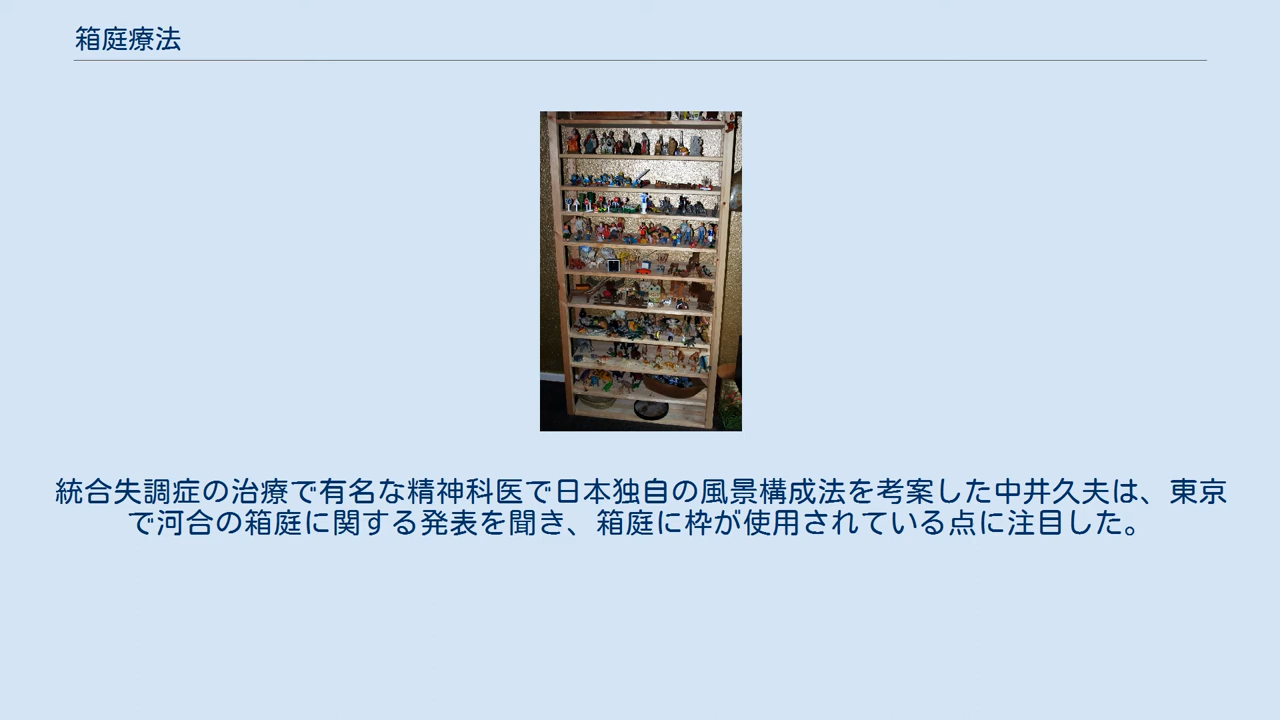 箱庭療法
統合失調症の治療で有名な精神科医で日本独自の風景構成法を考案した中井久夫は、東京
で河合の箱庭に関する発表を聞き、箱庭に枠が使用されている点に注目した。